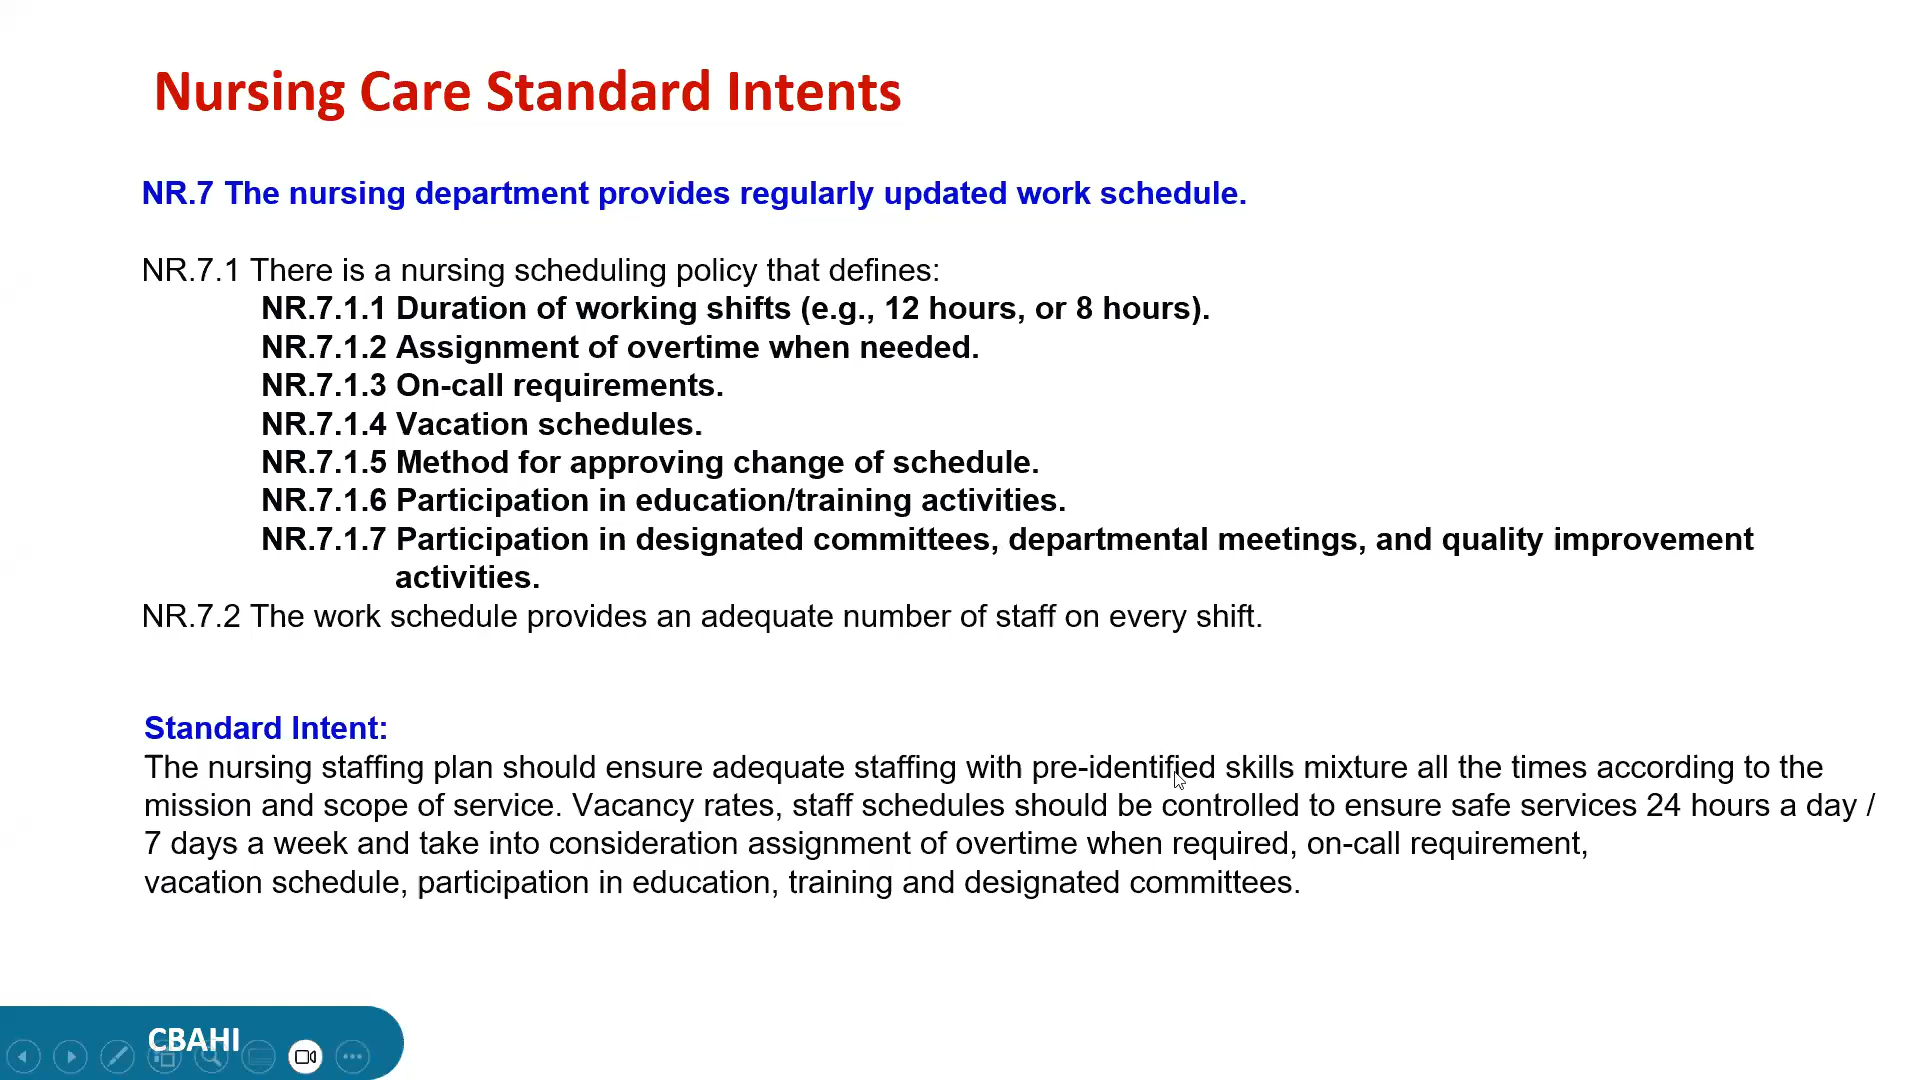 Nursing Care Standard Intents
NR.7 The nursing department provides regularly updated work schedule.
NR.7.1 There is a nursing scheduling policy that defines:
NR.7.1.1 Duration of working shifts (e.g., 12 hours, or 8 hours).
NR.7.1.2 Assignment of overtime when needed.
NR.7.1.3 On-call requirements.
NR.7.1.4 Vacation schedules.
NR.7.1.5 Method for approving change of schedule.
NR.7.1.6 Participation in education/training activities.
NR.7.1.7 Participation in designated committees, departmental meetings, and quality improvement
activities.
NR.7.2 The work schedule provides an adequate number of staff on every shift.
Standard Intent:
The nursing staffing plan should ensure adequate staffing with pre-identified skills mixture all the times according to the
mission and scope of service. Vacancy rates, staff schedules should be controlled to ensure safe services 24 hours a day /
7 days a week and take into consideration assignment of overtime when required, on-call requirement,
vacation schedule, participation in education, training and designated committees.
CBAHI